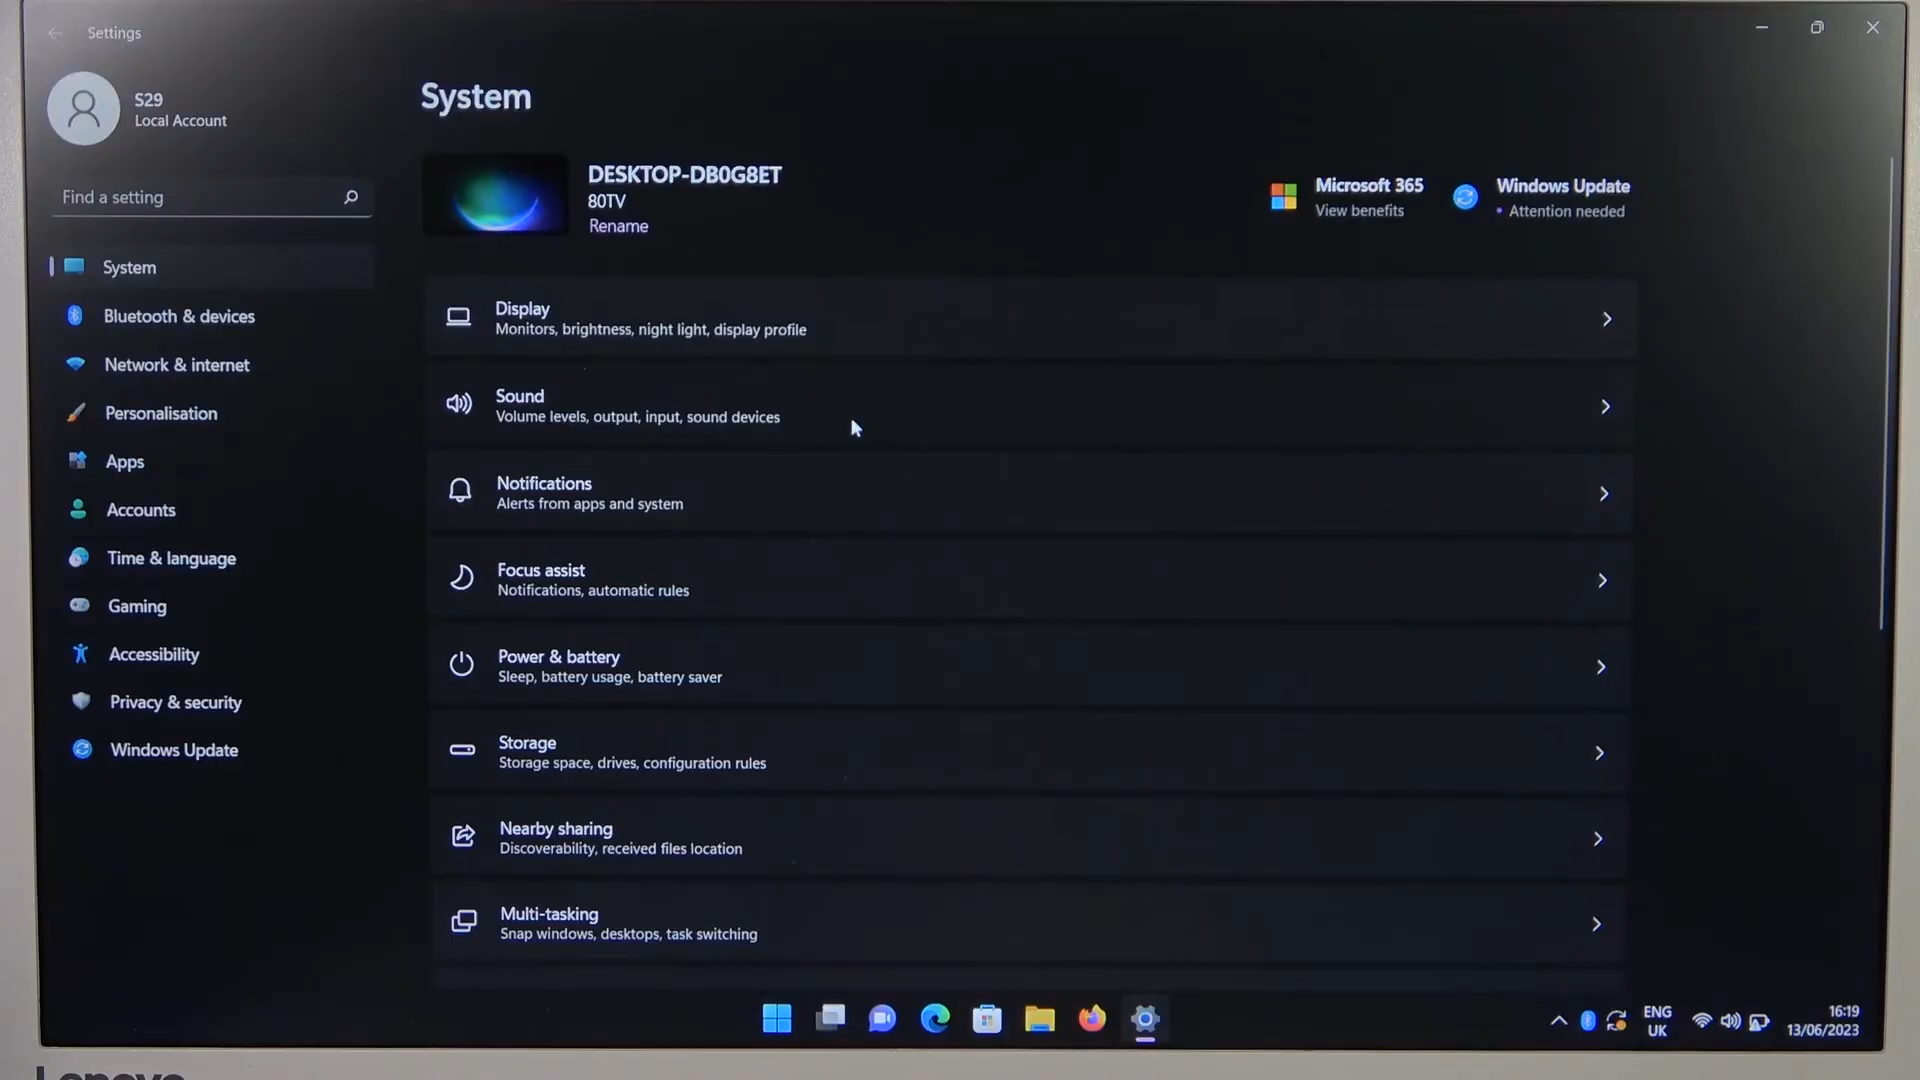 Settings
S29
Local Account
Find a setting
System
Bluetooth & devices
Network & internet
Personalisation
Apps
Accounts
Time & language
Gaming
Accessibility
Privacy & security
Windows Update
System
DESKTOP-DB0G8ET
80TV
Rename
Microsoft 365
View benefits
Windows Update
• Attention needed
Display
Monitors, brightness, night light, display profile
Sound
Volume levels, output, input, sound devices
Notifications
Alerts from apps and system
Focus assist
Notifications, automatic rules
Power & battery
Sleep, battery usage, battery saver
Storage
Storage space, drives, configuration rules
Nearby sharing
Discoverability, received files location
Multi-tasking
Snap windows, desktops, task switching
ENG
UK
16:19
13/06/2023
Lenovo